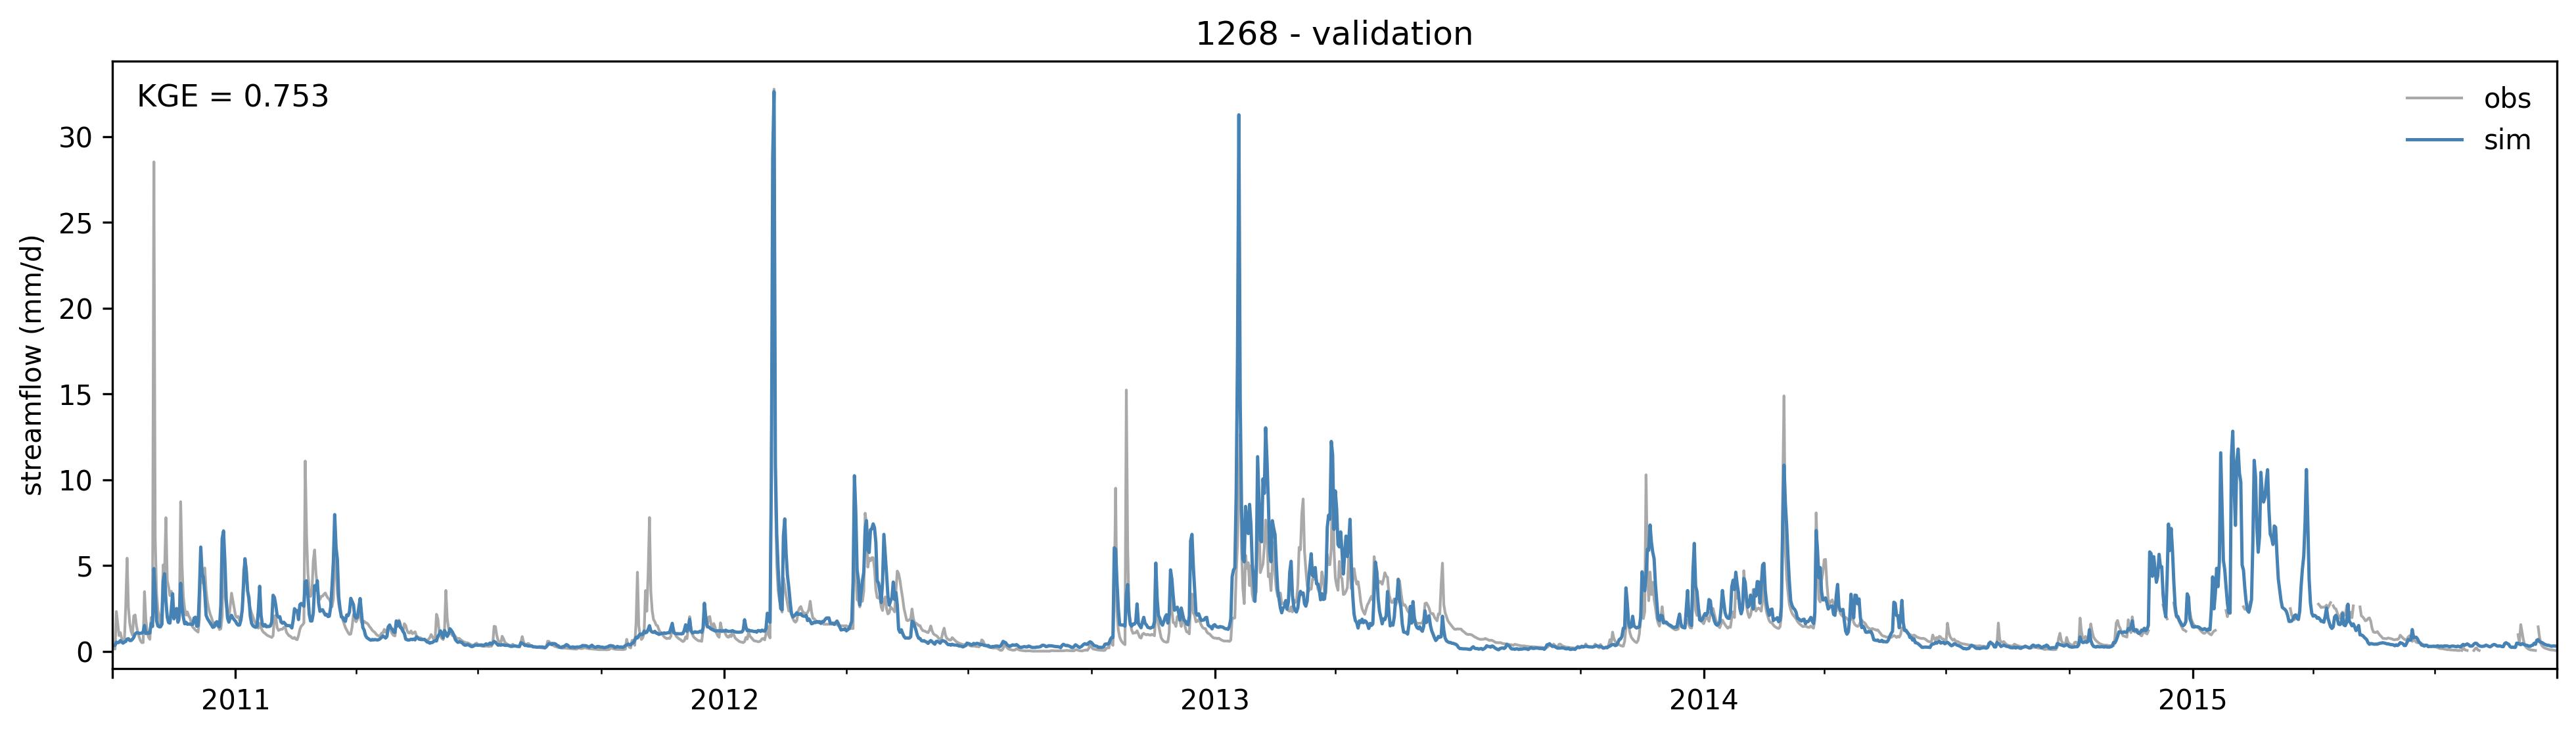 1268 - validation
KGE = 0.753
obs
sim
streamflow (mm/d)
30
25
20
15
10
5
0
2011
2012
2013
2014
2015